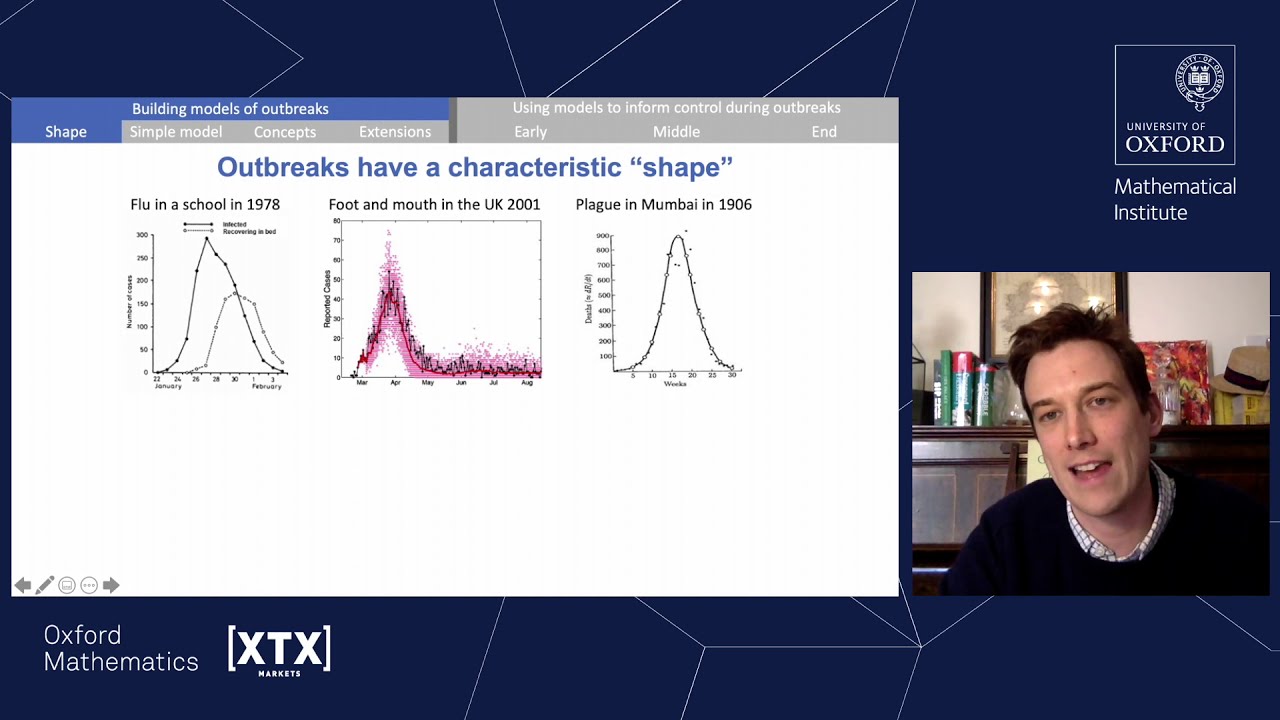 Building models of outbreaks
Using models to inform control during outbreaks
Shape
Simple model
Concepts
Extensions
Early
Middle
End
Outbreaks have a characteristic “shape”
Flu in a school in 1978
Foot and mouth in the UK 2001
Plague in Mumbai in 1906
Infected
Recovering in bed
Number of cases
300
250
200
150
100
50
0
22 24 26 28 30 1 3
January February
Reported Cases
80
70
60
50
40
30
20
10
0
Mar Apr May Jun Jul Aug
Deaths (≈ dR/dt)
900
800
700
600
500
400
300
200
100
5 10 15 20 25 30
Weeks
UNIVERSITY OF
OXFORD
Mathematical
Institute
SCRABBLE
Oxford
Mathematics
[XTX]
MARKETS